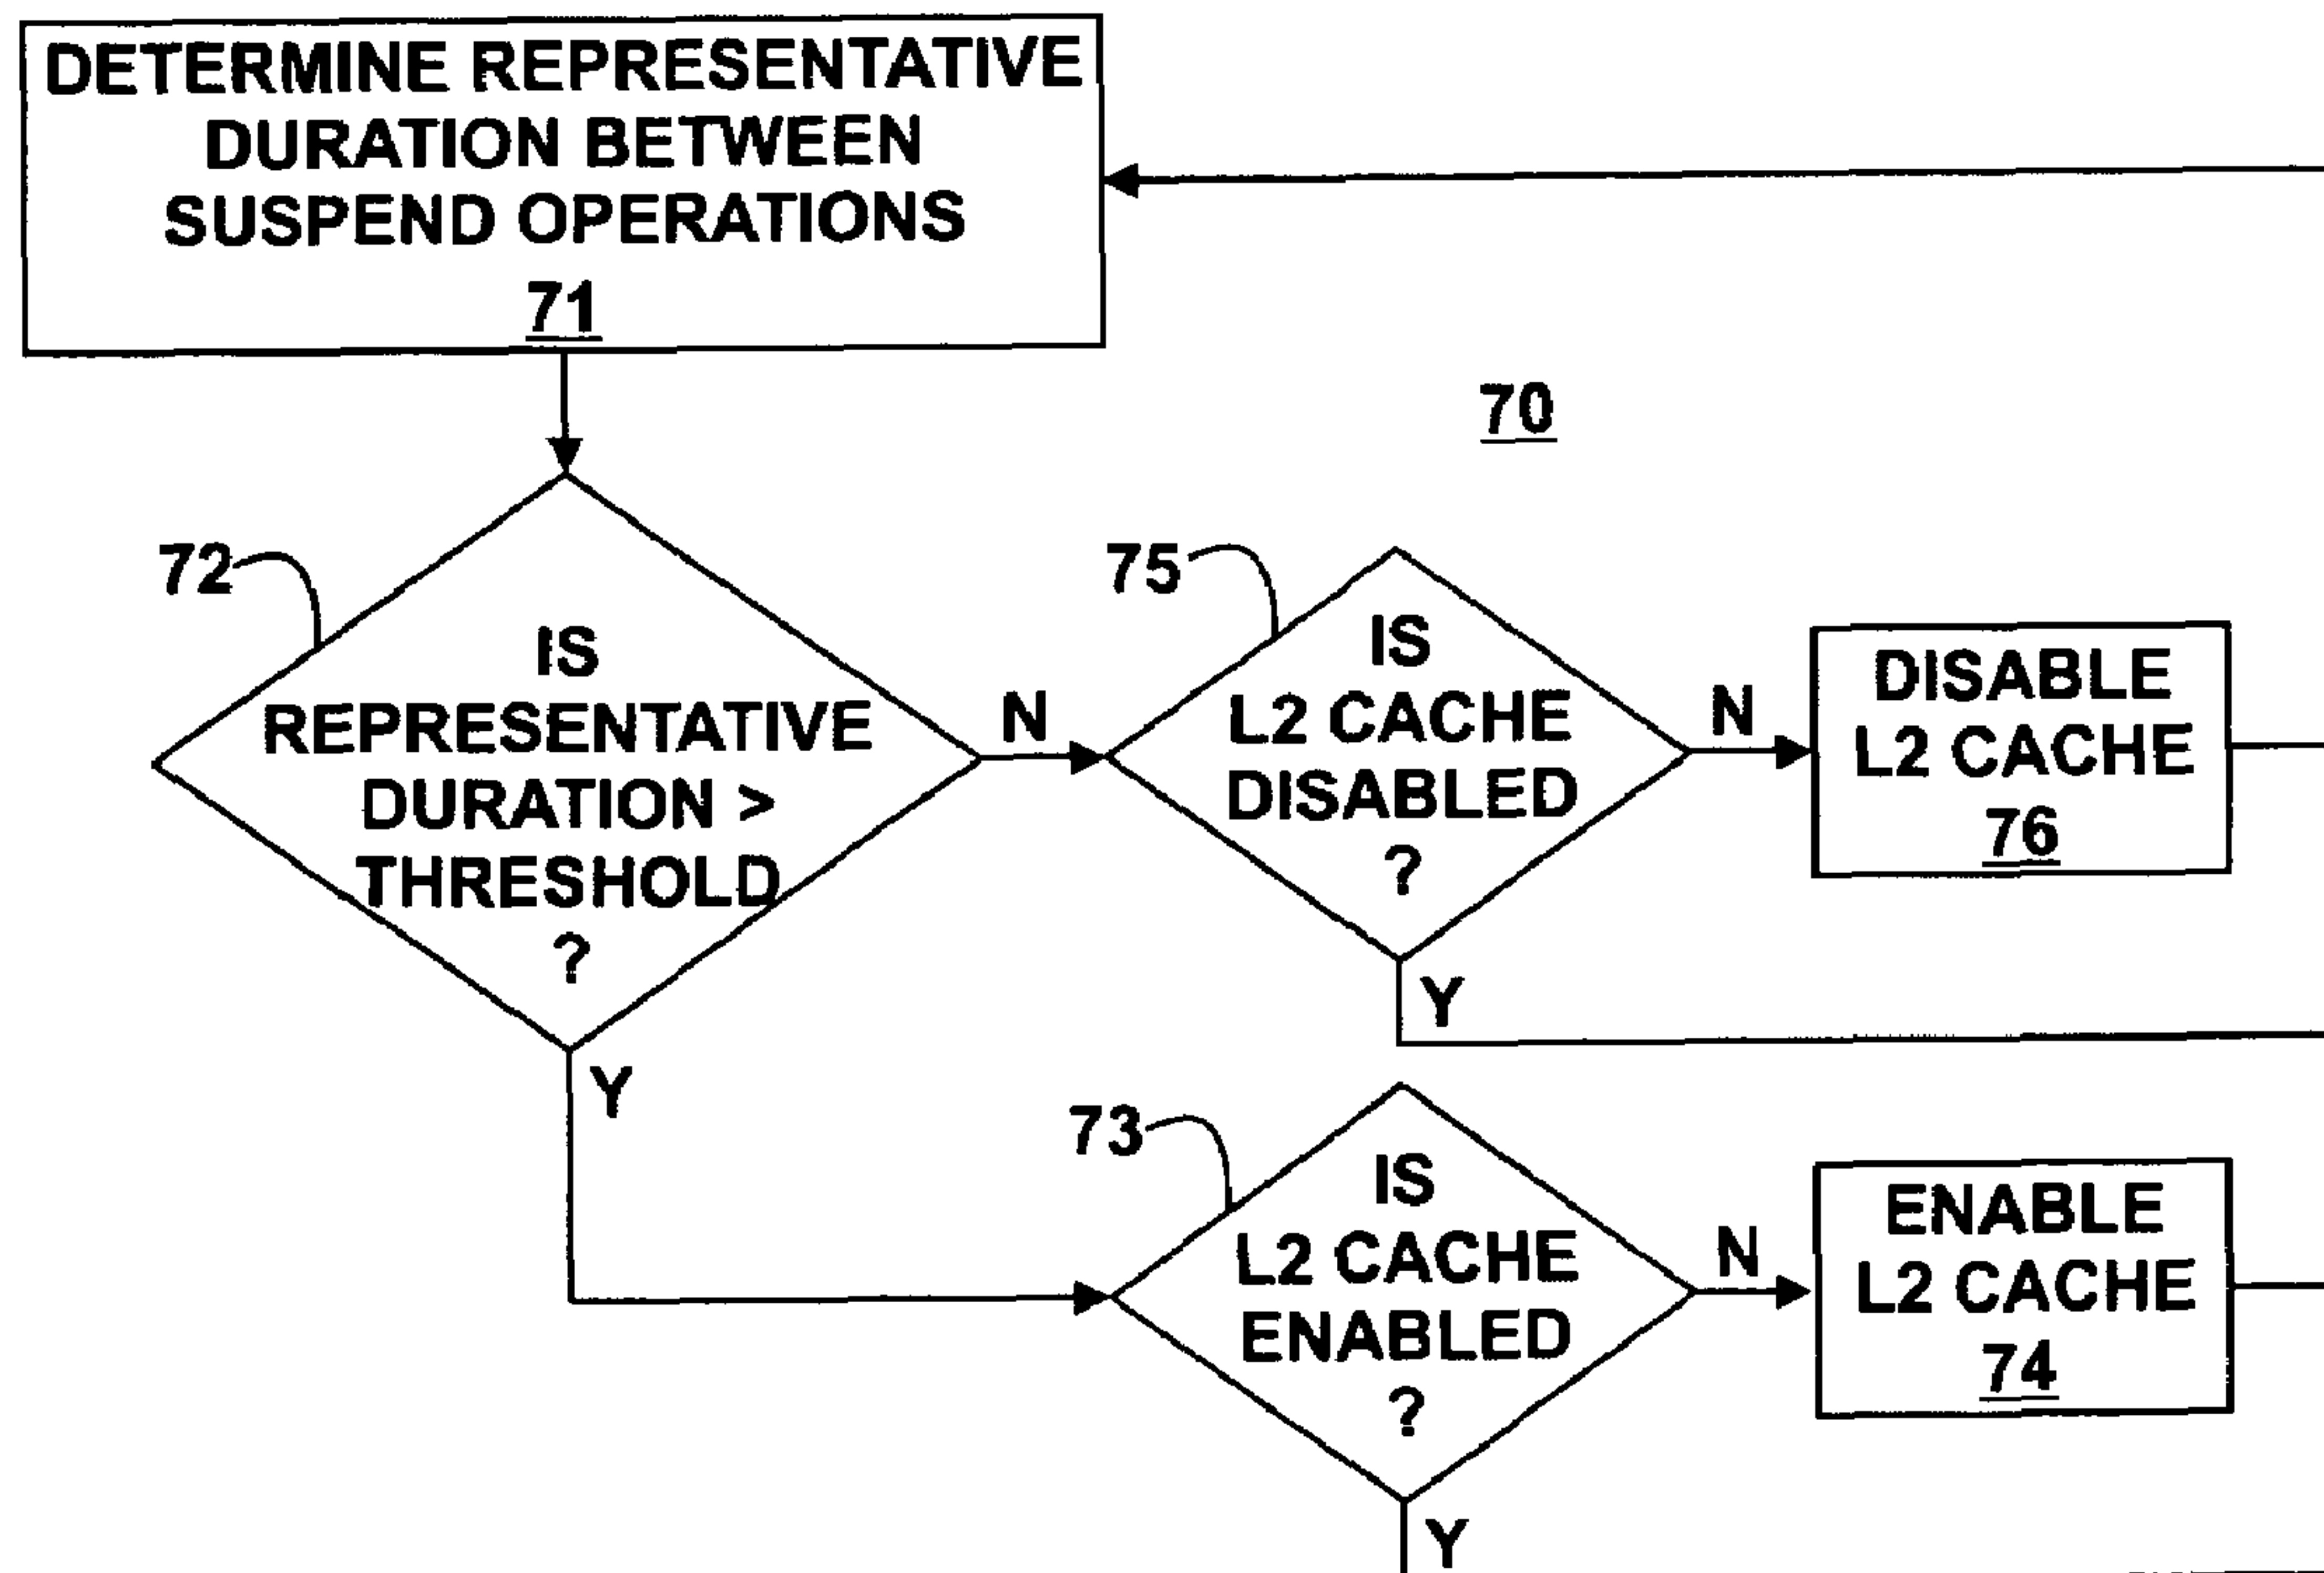 DETERMINE REPRESENTATIVE
DURATION BETWEEN
SUSPEND OPERATIONS
71
70
72
IS
REPRESENTATIVE
DURATION >
THRESHOLD
?
N
Y
75
IS
L2 CACHE
DISABLED
?
N
Y
DISABLE
L2 CACHE
76
73
IS
L2 CACHE
ENABLED
?
N
Y
ENABLE
L2 CACHE
74